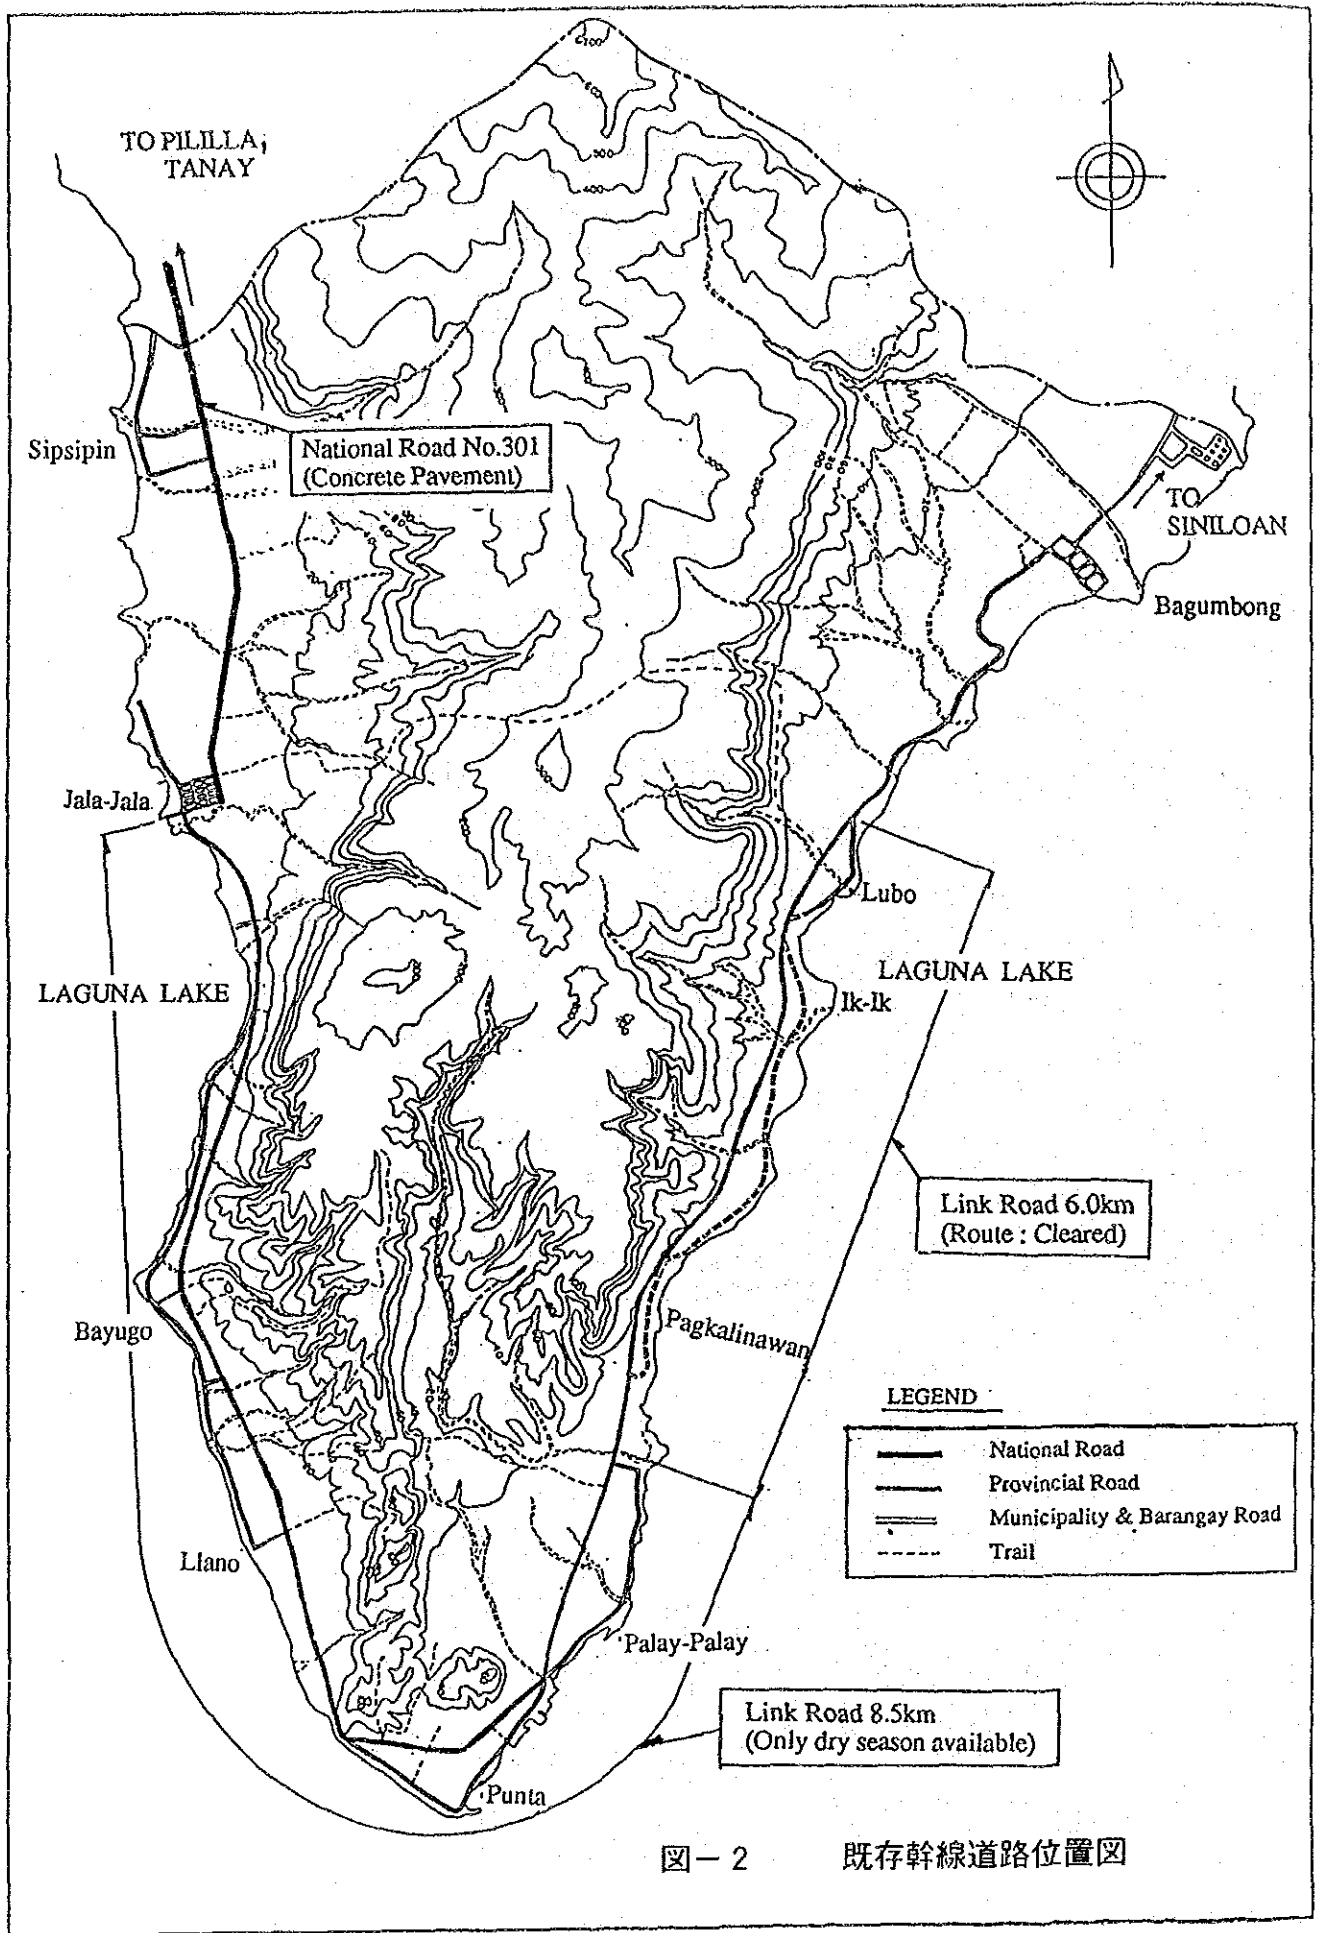 TO PILILLA,
TANAY
Sipsipin
National Road No.301
(Concrete Pavement)
TO
SINILOAN
Bagumbong
Jala-Jala
Lubo
LAGUNA LAKE
LAGUNA LAKE
Ik-Ik
Link Road 6.0km
(Route : Cleared)
Bayugo
Pagkalinawan
LEGEND
National Road
Provincial Road
Municipality & Barangay Road
Trail
Llano
Palay-Palay
Link Road 8.5km
(Only dry season available)
Punta
図－2 既存幹線道路位置図